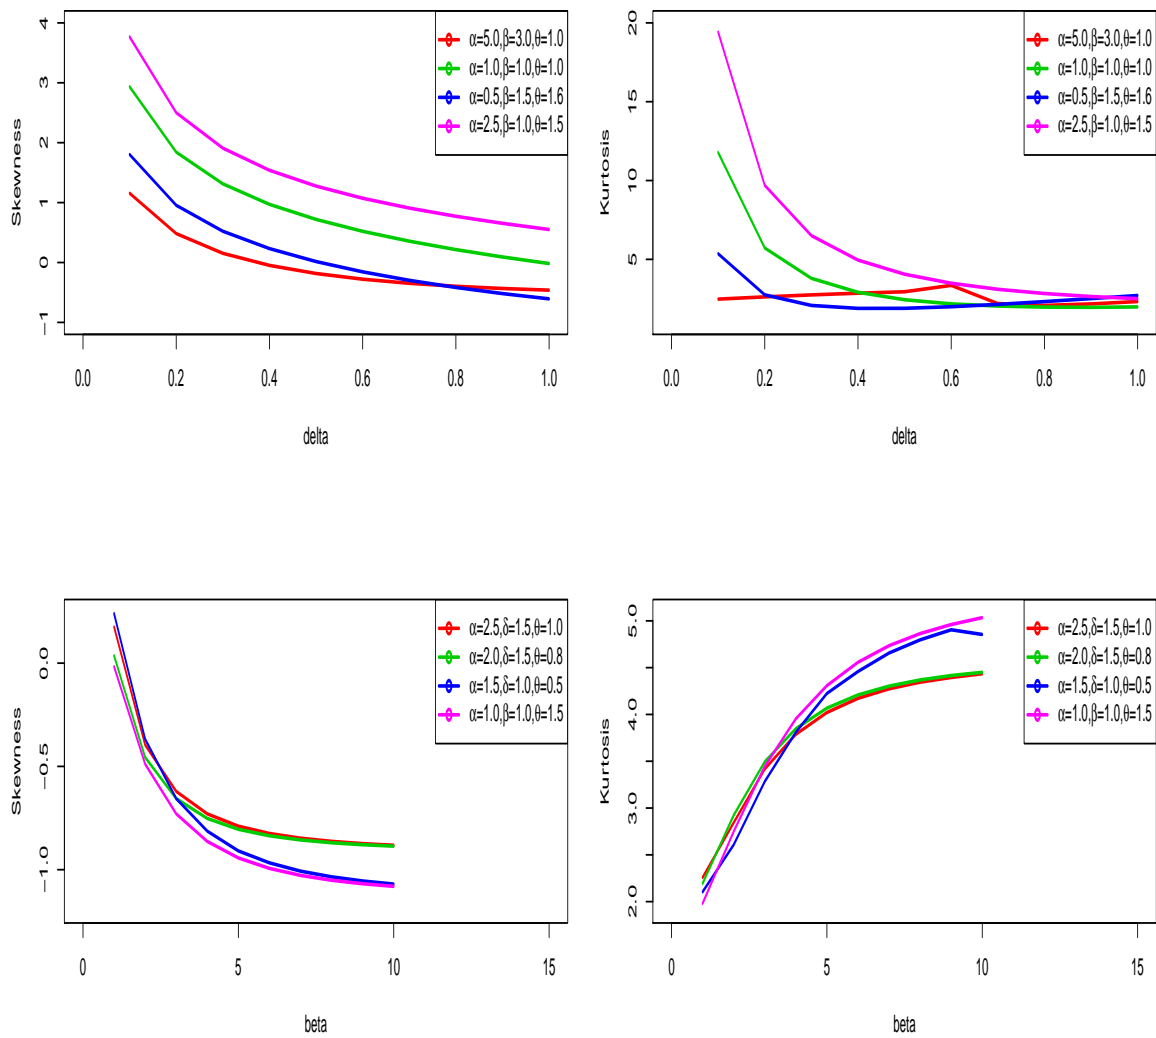 Skewness
4
3
2
1
0
−1
0.0 0.2 0.4 0.6 0.8 1.0
delta
α=5.0,β=3.0,θ=1.0
α=1.0,β=1.0,θ=1.0
α=0.5,β=1.5,θ=1.6
α=2.5,β=1.0,θ=1.5
Kurtosis
20
15
10
5
0.0 0.2 0.4 0.6 0.8 1.0
delta
α=5.0,β=3.0,θ=1.0
α=1.0,β=1.0,θ=1.0
α=0.5,β=1.5,θ=1.6
α=2.5,β=1.0,θ=1.5
Skewness
0.0
−0.5
−1.0
0 5 10 15
beta
α=2.5,δ=1.5,θ=1.0
α=2.0,δ=1.5,θ=0.8
α=1.5,δ=1.0,θ=0.5
α=1.0,β=1.0,θ=1.5
Kurtosis
5.0
4.0
3.0
2.0
0 5 10 15
beta
α=2.5,δ=1.5,θ=1.0
α=2.0,δ=1.5,θ=0.8
α=1.5,δ=1.0,θ=0.5
α=1.0,β=1.0,θ=1.5